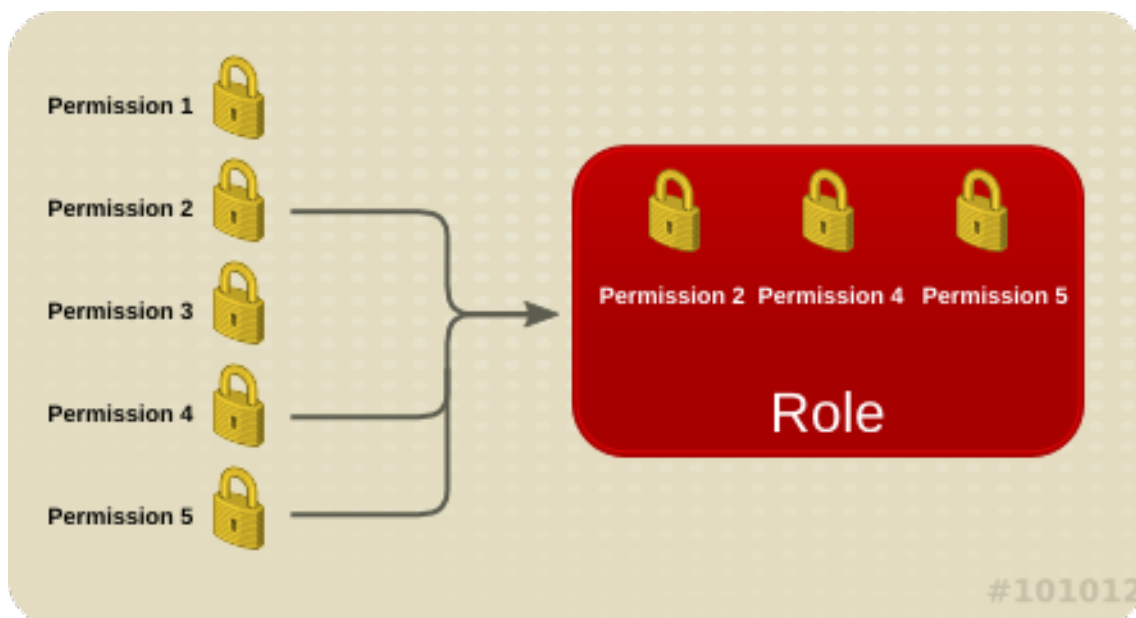 Permission 1
Permission 2
Permission 3
Permission 4
Permission 5
Permission 2 Permission 4 Permission 5
Role
#101012